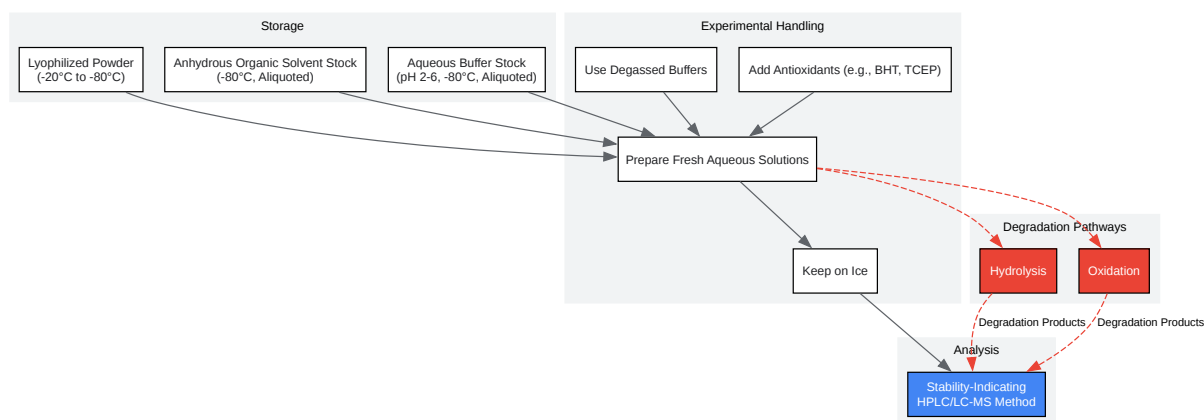 Storage
Experimental Handling
Lyophilized Powder
(-20°C to -80°C)
Anhydrous Organic Solvent Stock
(-80°C, Aliquoted)
Aqueous Buffer Stock
(pH 2-6, -80°C, Aliquoted)
Use Degassed Buffers
Add Antioxidants (e.g., BHT, TCEP)
Prepare Fresh Aqueous Solutions
Degradation Pathways
Keep on Ice
Hydrolysis
Oxidation
Degradation Products
Degradation Products
Analysis
Stability-Indicating
HPLC/LC-MS Method